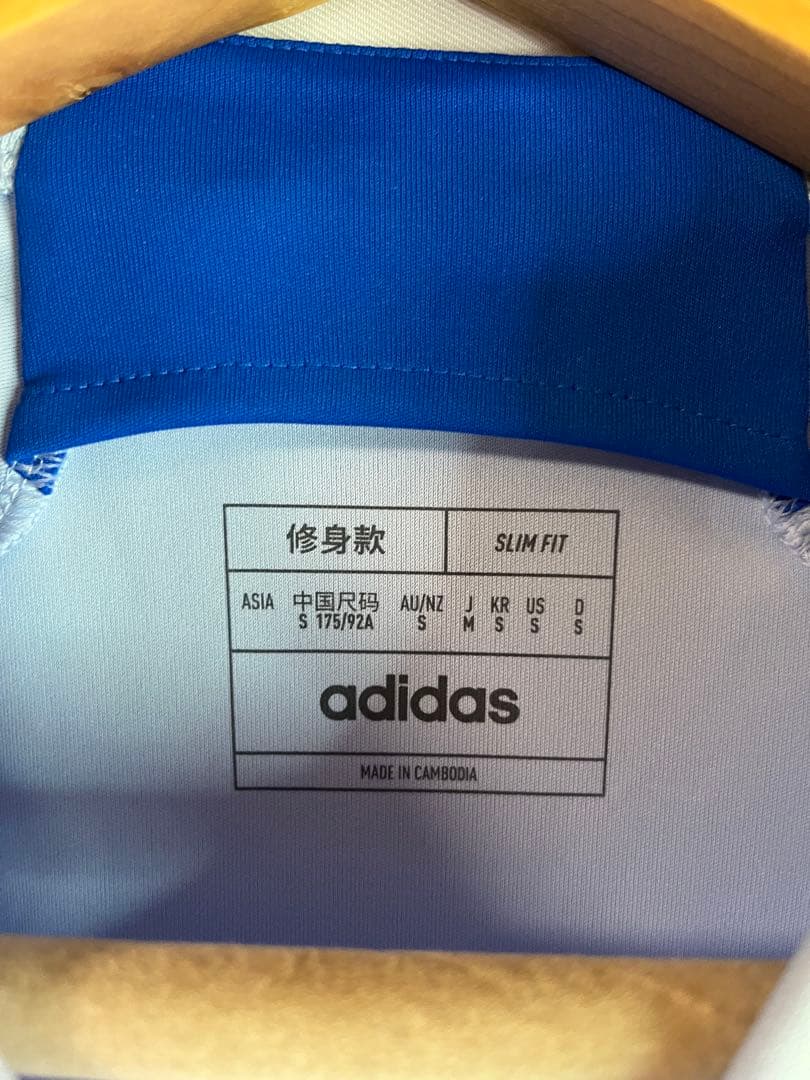 修身款 SLIM FIT
ASIA 中国尺码 AU/NZ J KR US D
S 175/92A S M S S S
adidas
MADE IN CAMBODIA